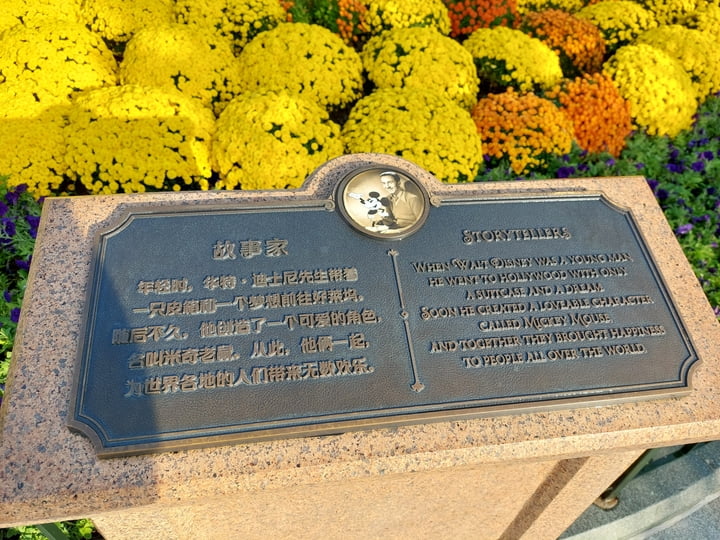 故事家
年轻时，华特·迪士尼先生带着
一只皮箱和一个梦想前往好莱坞，
随后不久，他创造了一个可爱的角色，
名叫米奇老鼠。从此，他俩一起，
为世界各地的人们带来无数欢乐。
STORYTELLERS
WHEN WALT DISNEY WAS A YOUNG MAN
HE WENT TO HOLLYWOOD WITH ONLY
A SUITCASE AND A DREAM.
SOON HE CREATED A LOVEABLE CHARACTER
CALLED MICKEY MOUSE
AND TOGETHER THEY BROUGHT HAPPINESS
TO PEOPLE ALL OVER THE WORLD.